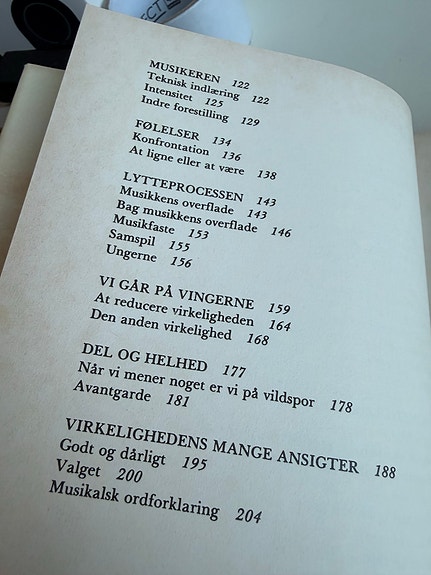 ECT
MUSIKEREN 122
Teknisk indlæring 122
Intensitet 125
Indre forestilling 129
FØLELSER 134
Konfrontation 136
At ligne eller at være 138
LYTTEPROCESSEN 143
Musikkens overflade 143
Bag musikkens overflade 146
Musikfaste 153
Samspil 155
Ungerne 156
VI GÅR PÅ VINGERNE 159
At reducere virkeligheden 164
Den anden virkelighed 168
DEL OG HELHED 177
Når vi mener noget er vi på vildspor 178
Avantgarde 181
VIRKELIGHEDENS MANGE ANSIGTER 188
Godt og dårligt 195
Valget 200
Musikalsk ordforklaring 204